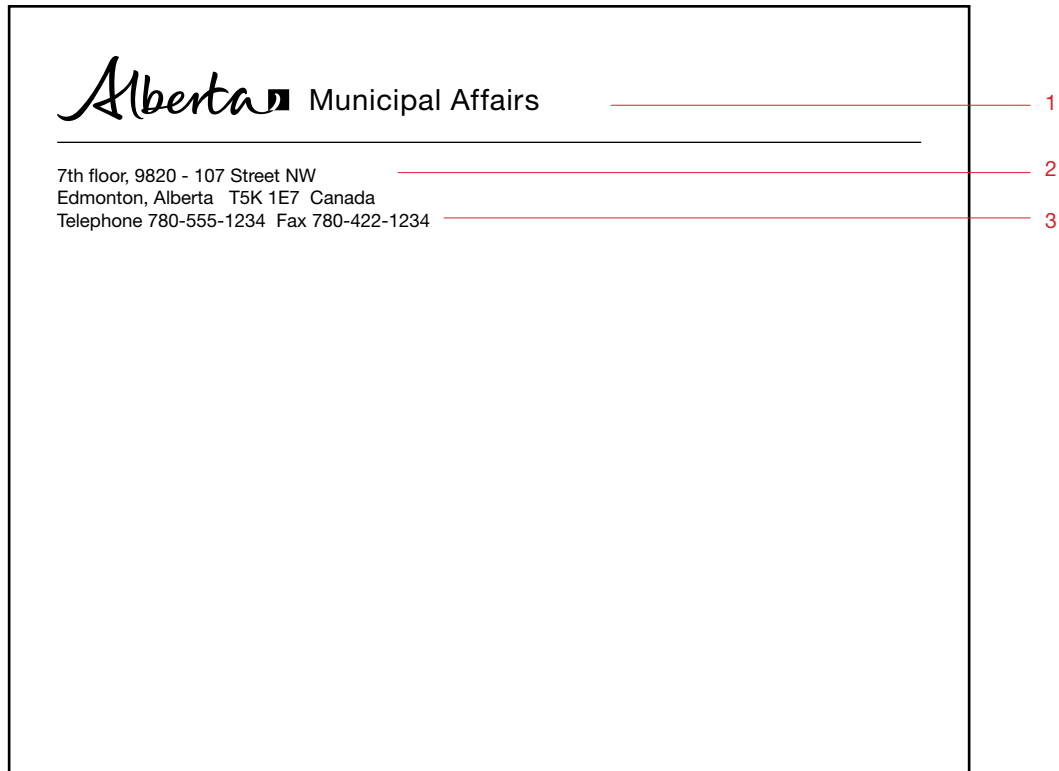 Alberta Municipal Affairs 1
7th floor, 9820 - 107 Street NW 2
Edmonton, Alberta T5K 1E7 Canada
Telephone 780-555-1234 Fax 780-422-1234 3